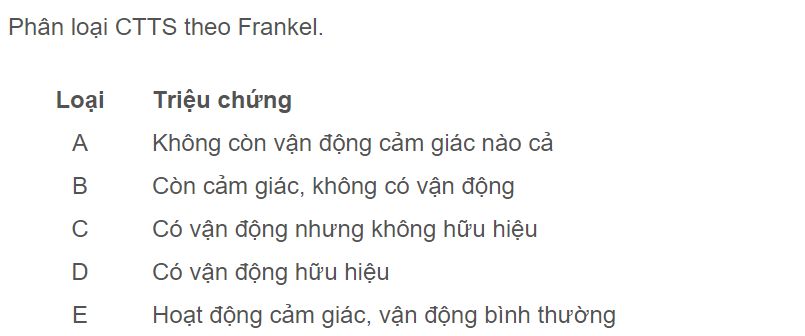 Phân loại CTTS theo Frankel.
Loại Triệu chứng
A Không còn vận động cảm giác nào cả
B Còn cảm giác, không có vận động
C Có vận động nhưng không hữu hiệu
D Có vận động hữu hiệu
E Hoạt động cảm giác, vận động bình thường